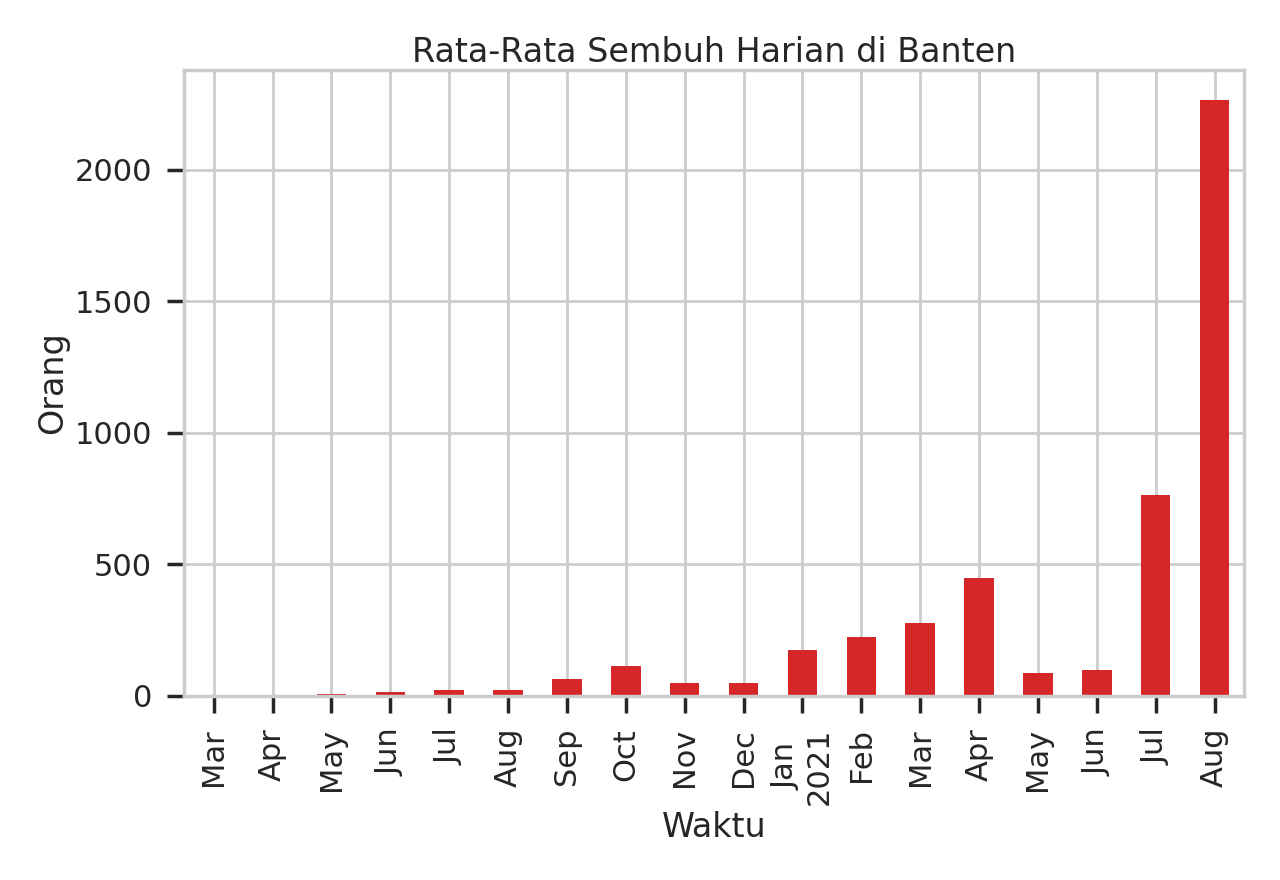 Rata-Rata Sembuh Harian di Banten
2000
1500
1000
500
0
Orang
Mar
Apr
May
Jun
Jul
Aug
Sep
Oct
Nov
Dec
Jan
2021
Feb
Mar
Apr
May
Jun
Jul
Aug
Waktu